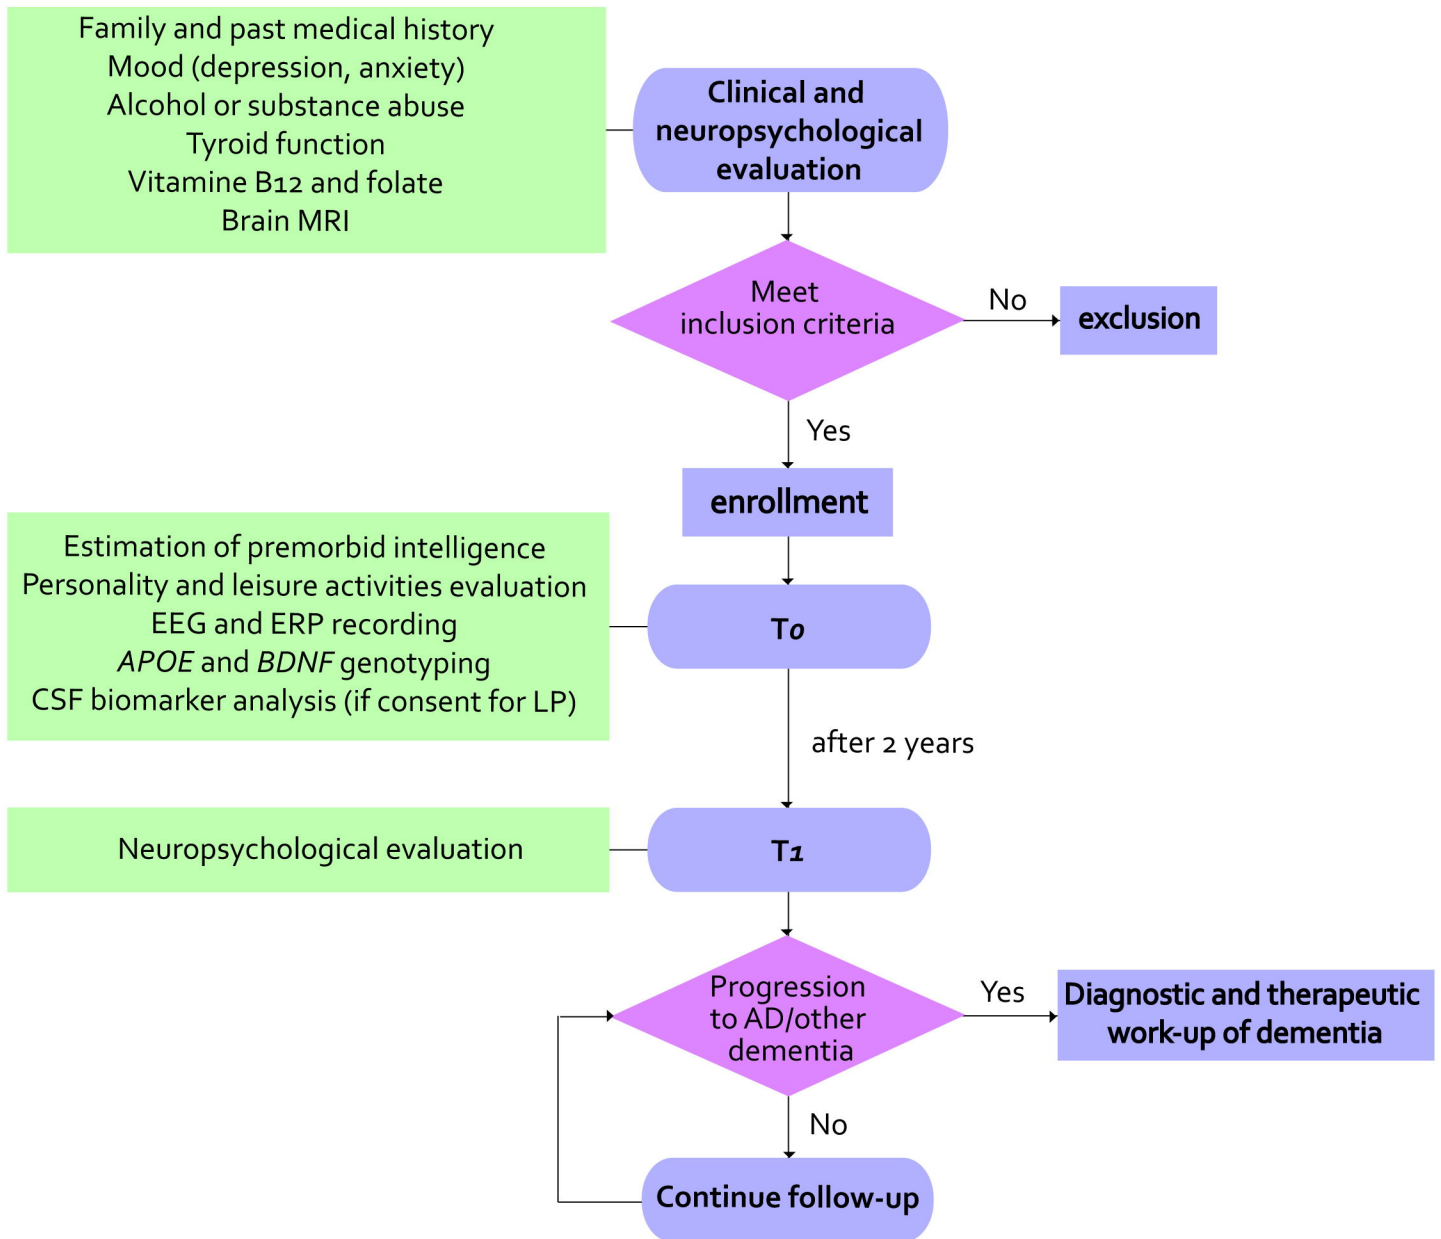 Family and past medical history
Mood (depression, anxiety)
Alcohol or substance abuse
Tyroid function
Vitamine B12 and folate
Brain MRI
Clinical and
neuropsychological
evaluation
Meet
inclusion criteria
No
exclusion
Yes
enrollment
Estimation of premorbid intelligence
Personality and leisure activities evaluation
EEG and ERP recording
APOE and BDNF genotyping
CSF biomarker analysis (if consent for LP)
T0
after 2 years
Neuropsychological evaluation
T1
Progression
to AD/other
dementia
Yes
Diagnostic and therapeutic
work-up of dementia
No
Continue follow-up